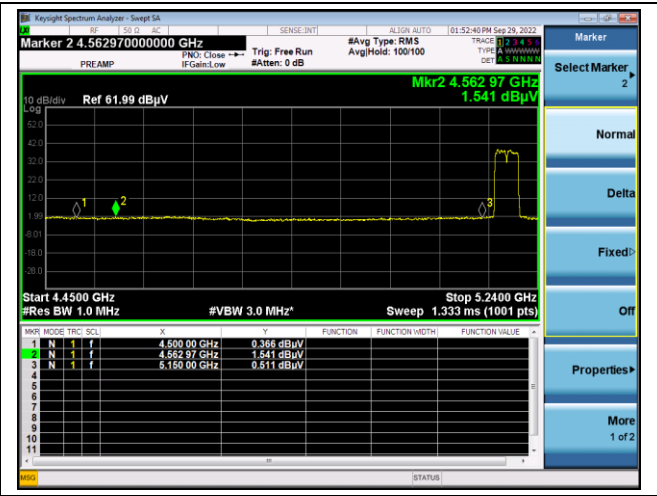 Keysight Spectrum Analyzer - Swept SA
RF 50 Ω AC SENSE:INT ALIGN AUTO 01:52:40 PM Sep 29, 2022
Marker 2 4.562970000000 GHz
PREAMP
PNO: Close
IFGain:Low
Trig: Free Run
#Atten: 0 dB
#Avg Type: RMS
Avg|Hold: 100/100
TRACE 1 2 3 4 5 6
TYPE A WWWWW
DET A S N N N N
Mkr2 4.562 97 GHz
1.541 dBµV
10 dB/div Ref 61.99 dBµV
Log
52.0
42.0
32.0
22.0
12.0
1.99
-8.01
-18.0
-28.0
1
2
3
Start 4.4500 GHz
Stop 5.2400 GHz
#Res BW 1.0 MHz
#VBW 3.0 MHz*
Sweep 1.333 ms (1001 pts)
MKR MODE TRC SCL X Y FUNCTION FUNCTION WIDTH FUNCTION VALUE
1 N 1 f 4.500 00 GHz 0.366 dBµV
2 N 1 f 4.562 97 GHz 1.541 dBµV
3 N 1 f 5.150 00 GHz 0.511 dBµV
4
5
6
7
8
9
10
11
MSG
STATUS
Marker
Select Marker
2
Normal
Delta
Fixed
Off
Properties
More
1 of 2